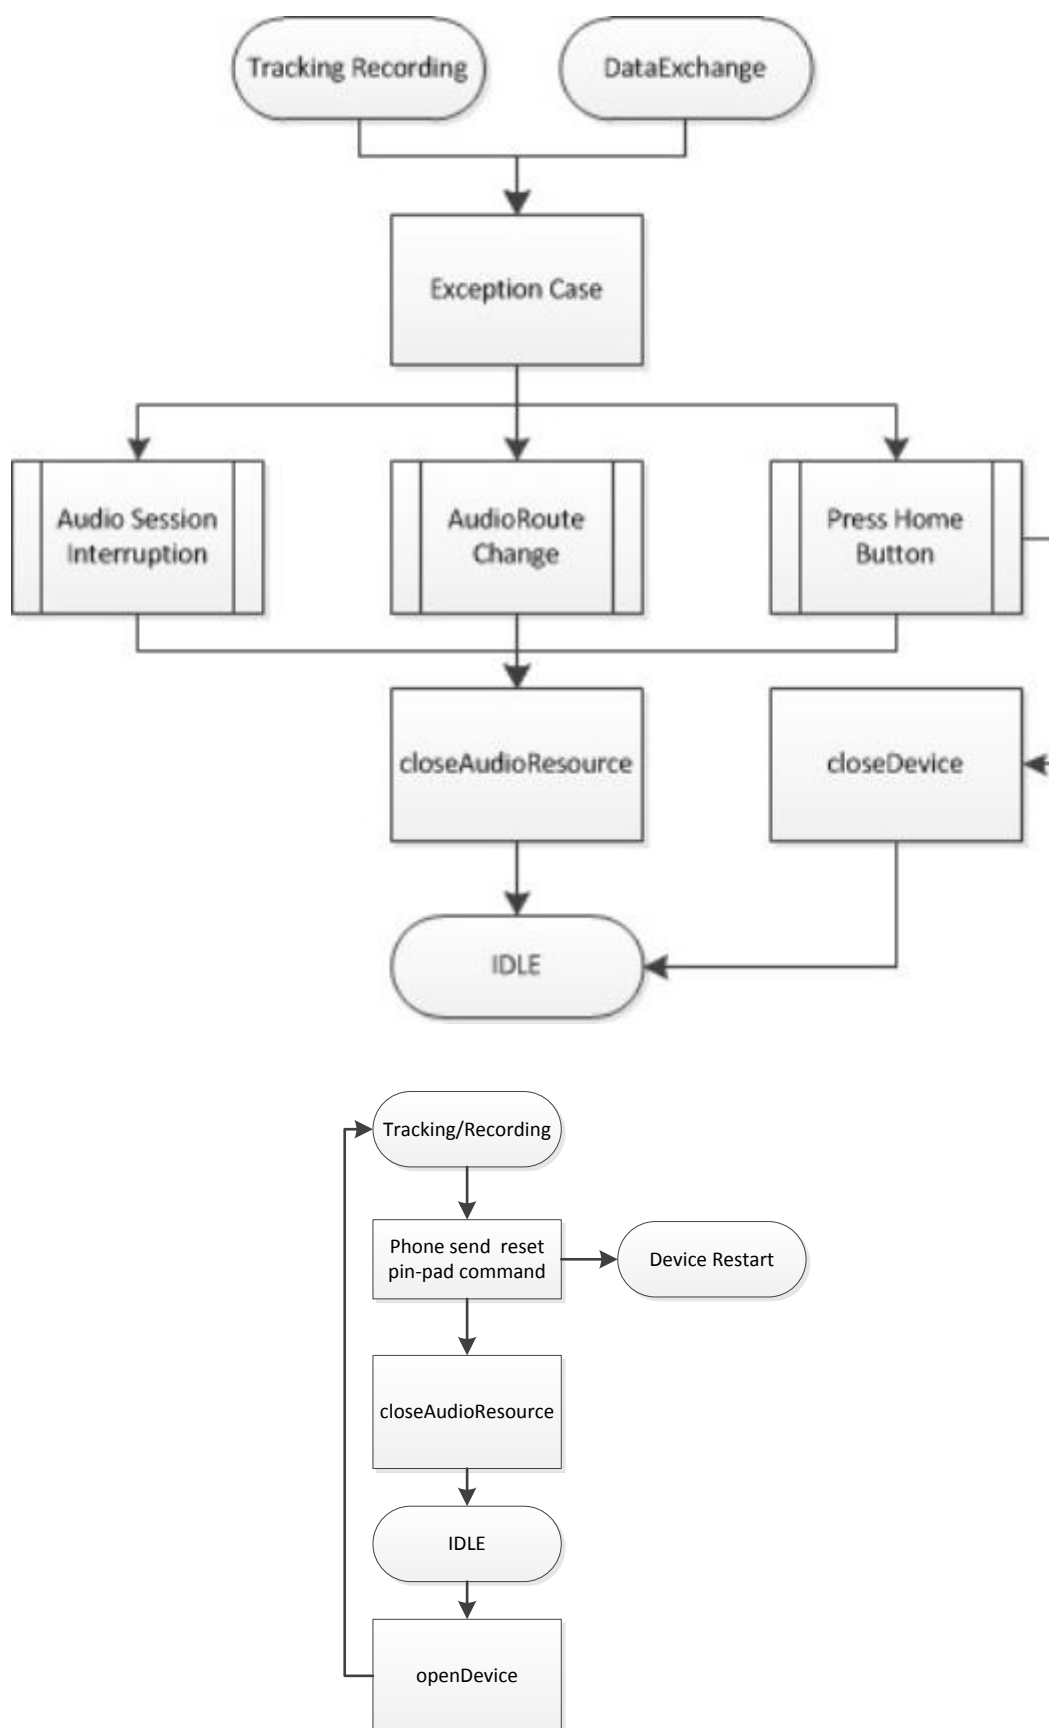 Tracking Recording
DataExchange
Exception Case
Audio Session
Interruption
AudioRoute
Change
Press Home
Button
closeAudioResource
closeDevice
IDLE
Tracking/Recording
Phone send reset
pin-pad command
Device Restart
closeAudioResource
IDLE
openDevice